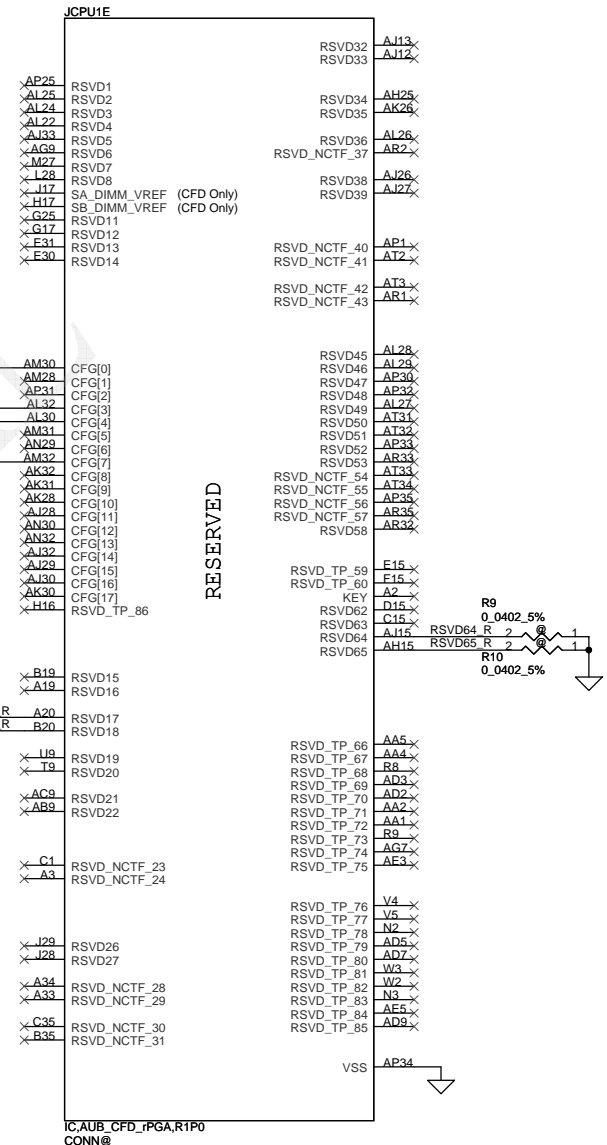 JCPU1E
AP25 RSVD1
AL25 RSVD2
AL24 RSVD3
AL22 RSVD4
AJ33 RSVD5
AG9 RSVD6
M27 RSVD7
L28 RSVD8
J17 SA_DIMM_VREF (CFD Only)
H17 SB_DIMM_VREF (CFD Only)
G25 RSVD11
G17 RSVD12
E31 RSVD13
E30 RSVD14
AM30 CFG[0]
AM28 CFG[1]
AP31 CFG[2]
AL32 CFG[3]
AL30 CFG[4]
AM31 CFG[5]
AN29 CFG[6]
AM32 CFG[7]
AK32 CFG[8]
AK31 CFG[9]
AK28 CFG[10]
AJ28 CFG[11]
AN30 CFG[12]
AN32 CFG[13]
AJ32 CFG[14]
AJ29 CFG[15]
AJ30 CFG[16]
AK30 CFG[17]
H16 RSVD_TP_86
B19 RSVD15
A19 RSVD16
R A20 RSVD17
R B20 RSVD18
U9 RSVD19
T9 RSVD20
AC9 RSVD21
AB9 RSVD22
C1 RSVD_NCTF_23
A3 RSVD_NCTF_24
J29 RSVD26
J28 RSVD27
A34 RSVD_NCTF_28
A33 RSVD_NCTF_29
C35 RSVD_NCTF_30
B35 RSVD_NCTF_31
RESERVED
RSVD32 AJ13
RSVD33 AJ12
RSVD34 AH25
RSVD35 AK26
RSVD36 AL26
RSVD_NCTF_37 AR2
RSVD38 AJ26
RSVD39 AJ27
RSVD_NCTF_40 AP1
RSVD_NCTF_41 AT2
RSVD_NCTF_42 AT3
RSVD_NCTF_43 AR1
RSVD45 AL28
RSVD46 AL29
RSVD47 AP30
RSVD48 AP32
RSVD49 AL27
RSVD50 AT31
RSVD51 AT32
RSVD52 AP33
RSVD53 AR33
RSVD_NCTF_54 AT33
RSVD_NCTF_55 AT34
RSVD_NCTF_56 AP35
RSVD_NCTF_57 AR35
RSVD58 AR32
RSVD_TP_59 E15
RSVD_TP_60 F15
KEY A2
RSVD62 D15
RSVD63 C15
RSVD64 AJ15 RSVD64_R 2 @ 1
RSVD65 AH15 RSVD65_R 2 @ 1
R9
0_0402_5%
R10
0_0402_5%
RSVD_TP_66 AA5
RSVD_TP_67 AA4
RSVD_TP_68 R8
RSVD_TP_69 AD3
RSVD_TP_70 AD2
RSVD_TP_71 AA2
RSVD_TP_72 AA1
RSVD_TP_73 R9
RSVD_TP_74 AG7
RSVD_TP_75 AE3
RSVD_TP_76 V4
RSVD_TP_77 V5
RSVD_TP_78 N2
RSVD_TP_79 AD5
RSVD_TP_80 AD7
RSVD_TP_81 W3
RSVD_TP_82 W2
RSVD_TP_83 N3
RSVD_TP_84 AE5
RSVD_TP_85 AD9
VSS AP34
IC,AUB_CFD_rPGA,R1P0
CONN@